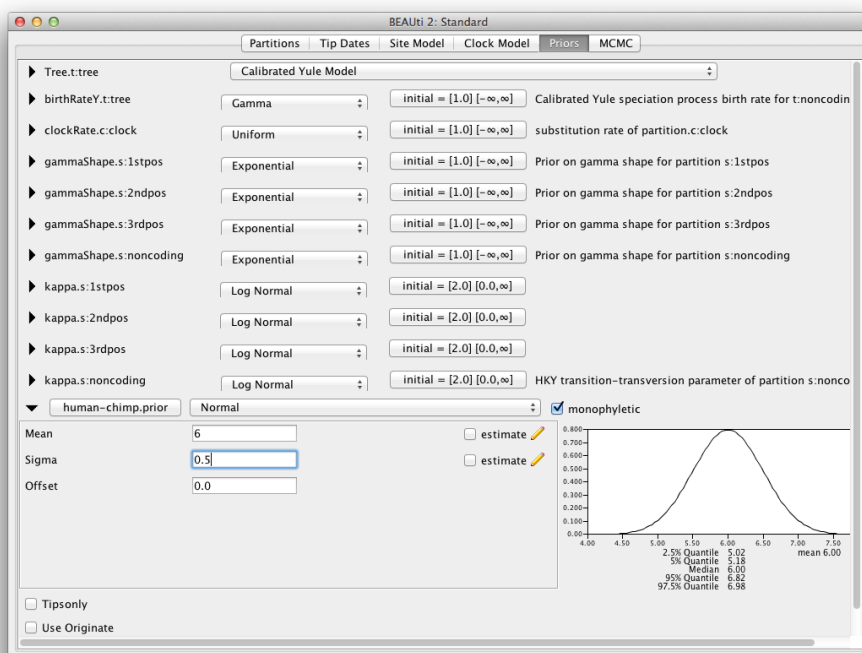 BEAUti 2: Standard
Partitions Tip Dates Site Model Clock Model Priors MCMC
Tree.t:tree Calibrated Yule Model
birthRateY.t:tree Gamma initial = [1.0] [-∞,∞] Calibrated Yule speciation process birth rate for t:noncodin
clockRate.c:clock Uniform initial = [1.0] [-∞,∞] substitution rate of partition.c:clock
gammaShape.s:1stpos Exponential initial = [1.0] [-∞,∞] Prior on gamma shape for partition s:1stpos
gammaShape.s:2ndpos Exponential initial = [1.0] [-∞,∞] Prior on gamma shape for partition s:2ndpos
gammaShape.s:3rdpos Exponential initial = [1.0] [-∞,∞] Prior on gamma shape for partition s:3rdpos
gammaShape.s:noncoding Exponential initial = [1.0] [-∞,∞] Prior on gamma shape for partition s:noncoding
kappa.s:1stpos Log Normal initial = [2.0] [0.0,∞]
kappa.s:2ndpos Log Normal initial = [2.0] [0.0,∞]
kappa.s:3rdpos Log Normal initial = [2.0] [0.0,∞]
kappa.s:noncoding Log Normal initial = [2.0] [0.0,∞] HKY transition-transversion parameter of partition s:nonco
human-chimp.prior Normal monophyletic
Mean 6 estimate
Sigma 0.5 estimate
Offset 0.0
0.800
0.700
0.600
0.500
0.400
0.300
0.200
0.100
0.000
4.00 4.50 5.00 5.50 6.00 6.50 7.00 7.50
2.5% Quantile 5.02 mean 6.00
5% Quantile 5.18
Median 6.00
95% Quantile 6.82
97.5% Quantile 6.98
Tipsonly
Use Originate